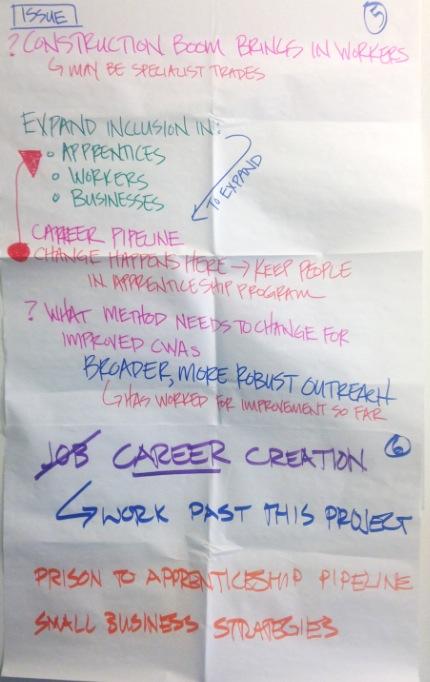 ISSUE 5
? CONSTRUCTION BOOM BRINGS IN WORKERS
↳ MAY BE SPECIALIST TRADES
EXPAND INCLUSION IN:
○ APPRENTICES
○ WORKERS
○ BUSINESSES
TO EXPAND
CAREER PIPELINE
CHANGE HAPPENS HERE → KEEP PEOPLE
IN APPRENTICESHIP PROGRAM
? WHAT METHOD NEEDS TO CHANGE FOR
IMPROVED CWAs
BROADER, MORE ROBUST OUTREACH
↳ HAS WORKED FOR IMPROVEMENT SO FAR
6
JOB CAREER CREATION
↳ WORK PAST THIS PROJECT
PRISON TO APPRENTICESHIP PIPELINE
SMALL BUSINESS STRATEGIES